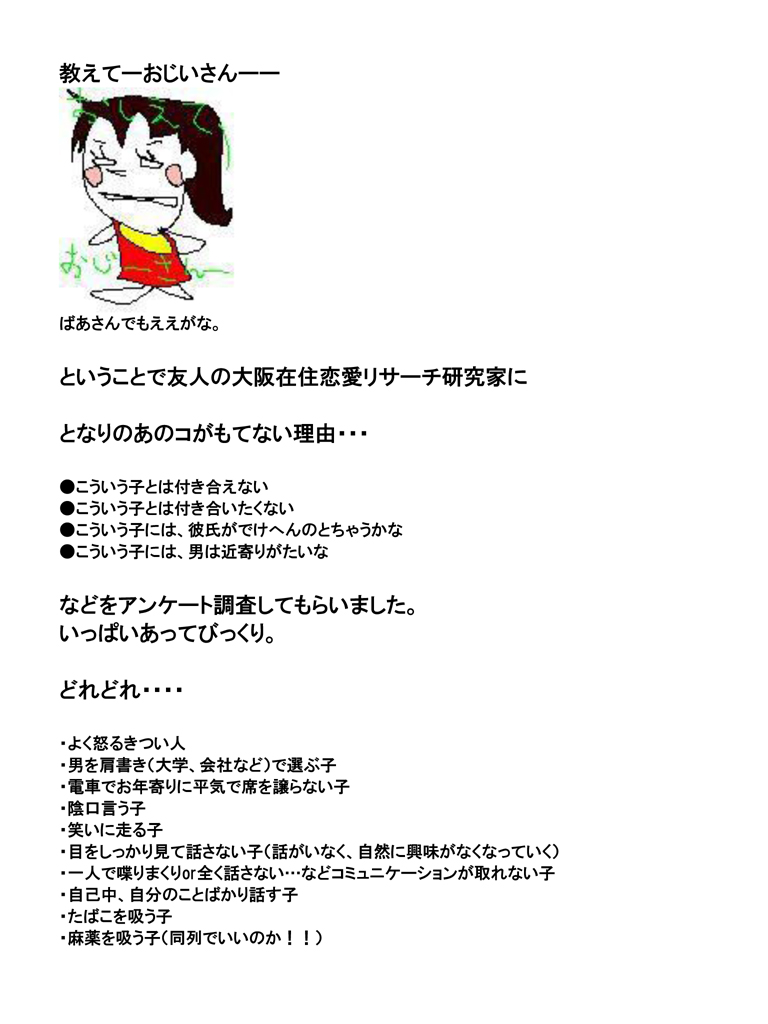 教えてーおじいさんーー
おしえてー
おじーさんー
ばあさんでもええがな。
ということで友人の大阪在住恋愛リサーチ研究家に
となりのあのコがもてない理由・・・
●こういう子とは付き合えない
●こういう子とは付き合いたくない
●こういう子には、彼氏がでけへんのとちゃうかな
●こういう子には、男は近寄りがたいな
などをアンケート調査してもらいました。
いっぱいあってびっくり。
どれどれ・・・・
・よく怒るきつい人
・男を肩書き（大学、会社など）で選ぶ子
・電車でお年寄りに平気で席を譲らない子
・陰口言う子
・笑いに走る子
・目をしっかり見て話さない子（話がいなく、自然に興味がなくなっていく）
・一人で喋りまくりor全く話さない…などコミュニケーションが取れない子
・自己中、自分のことばかり話す子
・たばこを吸う子
・麻薬を吸う子（同列でいいのか！！）